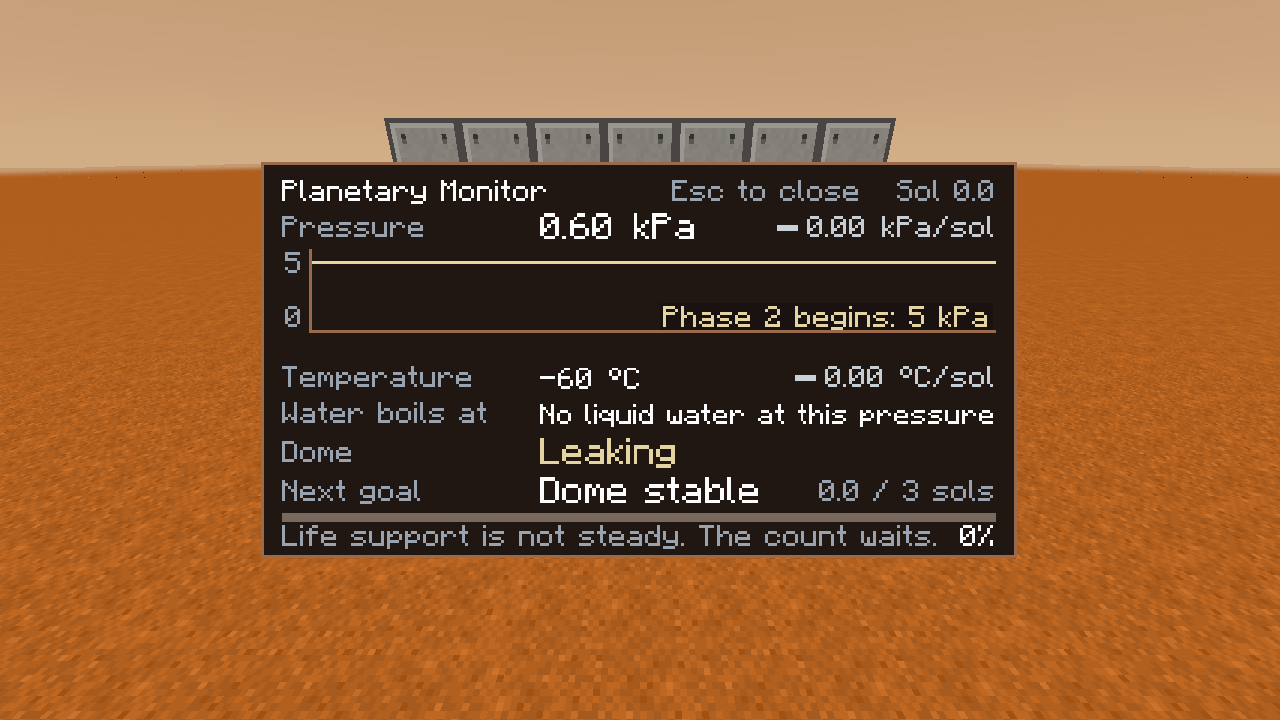 Planetary Monitor Esc to close Sol 0.0
Pressure 0.60 kPa 0.00 kPa/sol
5
0 Phase 2 begins: 5 kPa
Temperature -60 ºC 0.00 ºC/sol
Water boils at No liquid water at this pressure
Dome Leaking
Next goal Dome stable 0.0 / 3 sols
Life support is not steady. The count waits. 0%